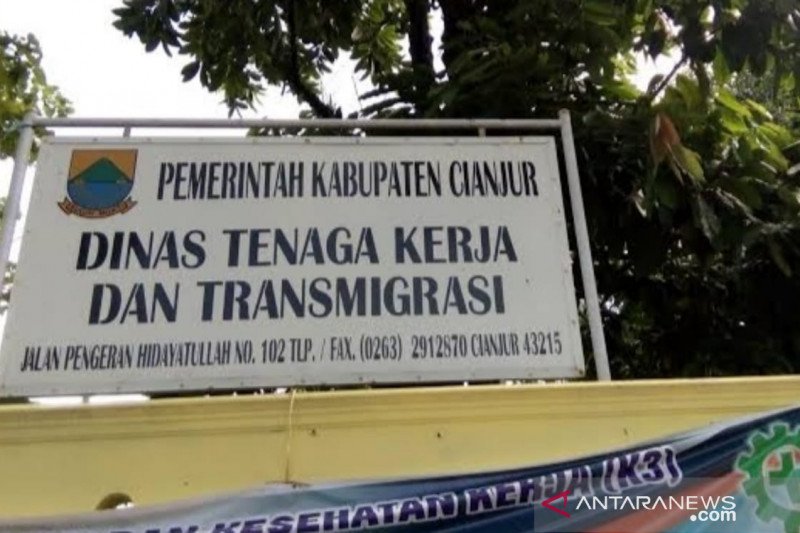 PEMERINTAH KABUPATEN CIANJUR
DINAS TENAGA KERJA
DAN TRANSMIGRASI
JALAN PENGERAN HIDAYATULLAH NO. 102 TLP. / FAX. (0263) 2912870 CIANJUR 43215
KESEHATAN KERJA (K3)
ANTARANEWS
.com